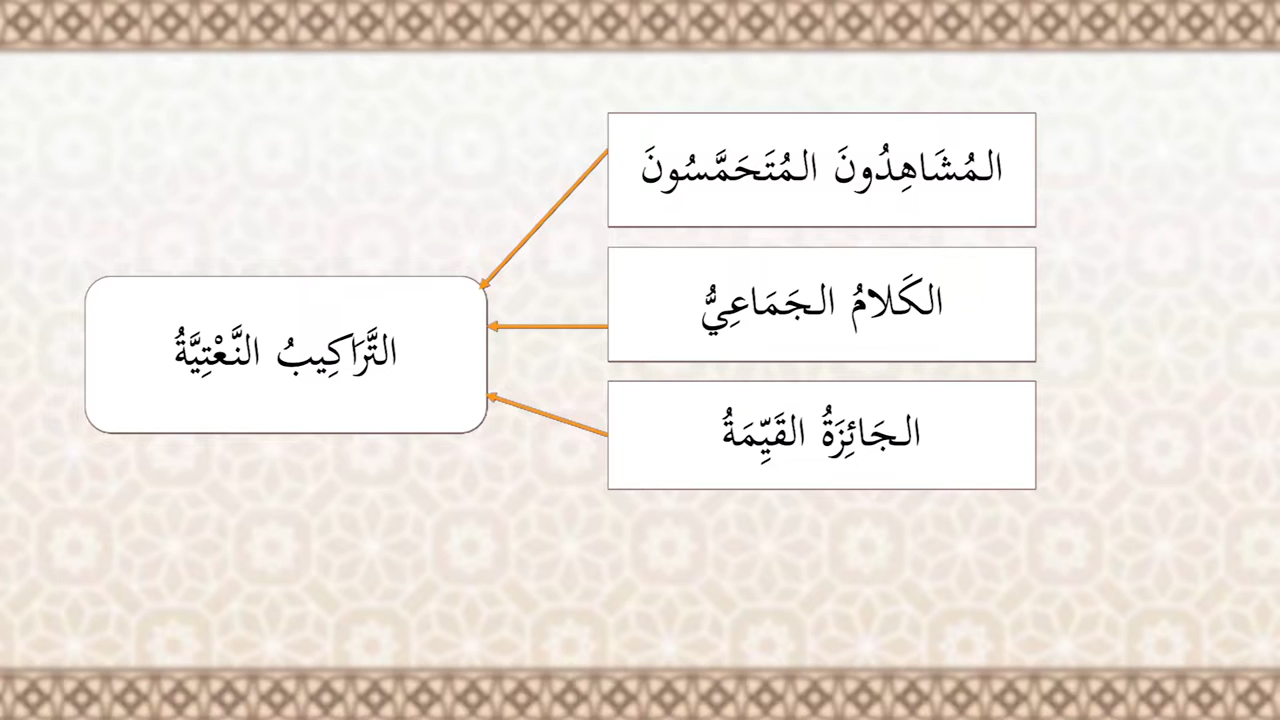 المُشَاهِدُونَ المُتَحَمَّسُونَ
الكَلامُ الجَمَاعِيُّ
الجَائِزَةُ القَيِّمَةُ
التَّرَاكِيبُ النَّعْتِيَّةُ